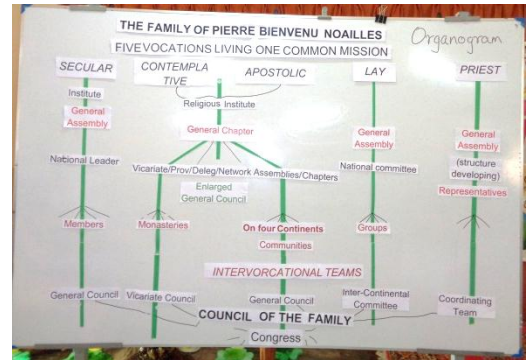 THE FAMILY OF PIERRE BIENVENU NOAILLES
Organogram
FIVEVOCATIONS LIVING ONE COMMON MISSION
SECULAR
CONTEMPLA
TIVE
APOSTOLIC
LAY
PRIEST
Institute
General
Assembly
Religious Institute
General Chapter
General
Assembly
General
Assembly
(structure
developing)
Representatives
National Leader
Vicariate/Prov/Deleg/Network Assemblies/Chapters
National committee
Enlarged
General Council
Members
Monasteries
On four Continents
Communities
Groups
INTERVORCATIONAL TEAMS
General Council
Vicariate Council
General Council
Inter-Continental
Committee
Coordinating
Team
COUNCIL OF THE FAMILY
Congress